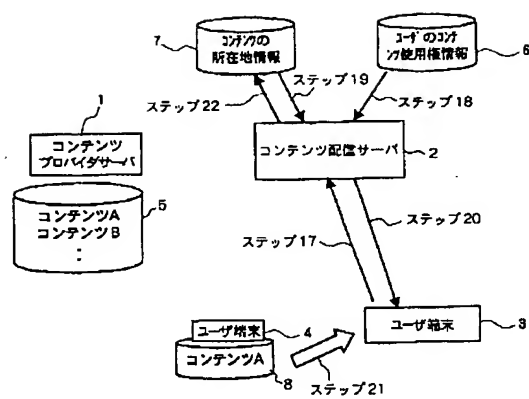 7
コンテンツの
所在地情報
ユーザのコンテ
ンツ使用権情報
6
ステップ19
ステップ22
ステップ18
1
コンテンツ
プロバイダサーバ
コンテンツ配信サーバ
2
コンテンツA
コンテンツB
⋮
5
ステップ17
ステップ20
ユーザ端末
4
コンテンツA
8
ユーザ端末
3
ステップ21